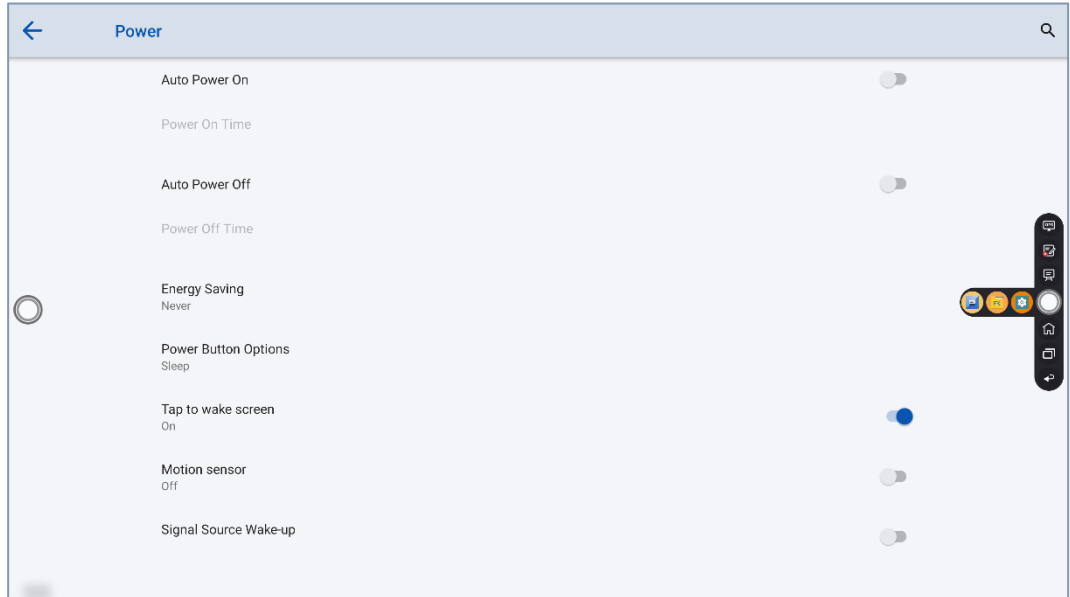 Power
Auto Power On
Power On Time
Auto Power Off
Power Off Time
Energy Saving
Never
Power Button Options
Sleep
Tap to wake screen
On
Motion sensor
Off
Signal Source Wake-up